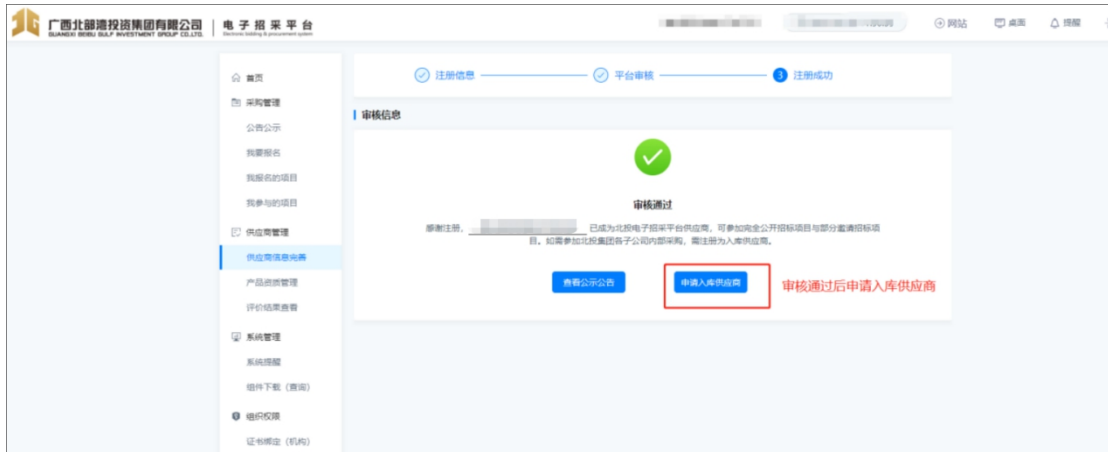 广西北部湾投资集团有限公司
GUANGXI BEIBU GULF INVESTMENT GROUP CO.,LTD.
电子招采平台
Electronic bidding & procurement system
网站
桌面
提醒
首页
采购管理
公告公示
我要报名
我报名的项目
我参与的项目
供应商管理
供应商信息完善
产品资质管理
评价结果查看
系统管理
系统提醒
组件下载（查询）
组织权限
证书绑定（机构）
注册信息
平台审核
3 注册成功
审核信息
审核通过
感谢注册，
已成为北投电子招采平台供应商，可参加完全公开招标项目与部分邀请招标项
目。如需参加北投集团各子公司内部采购，需注册为入库供应商。
查看公示公告
申请入库供应商
审核通过后申请入库供应商